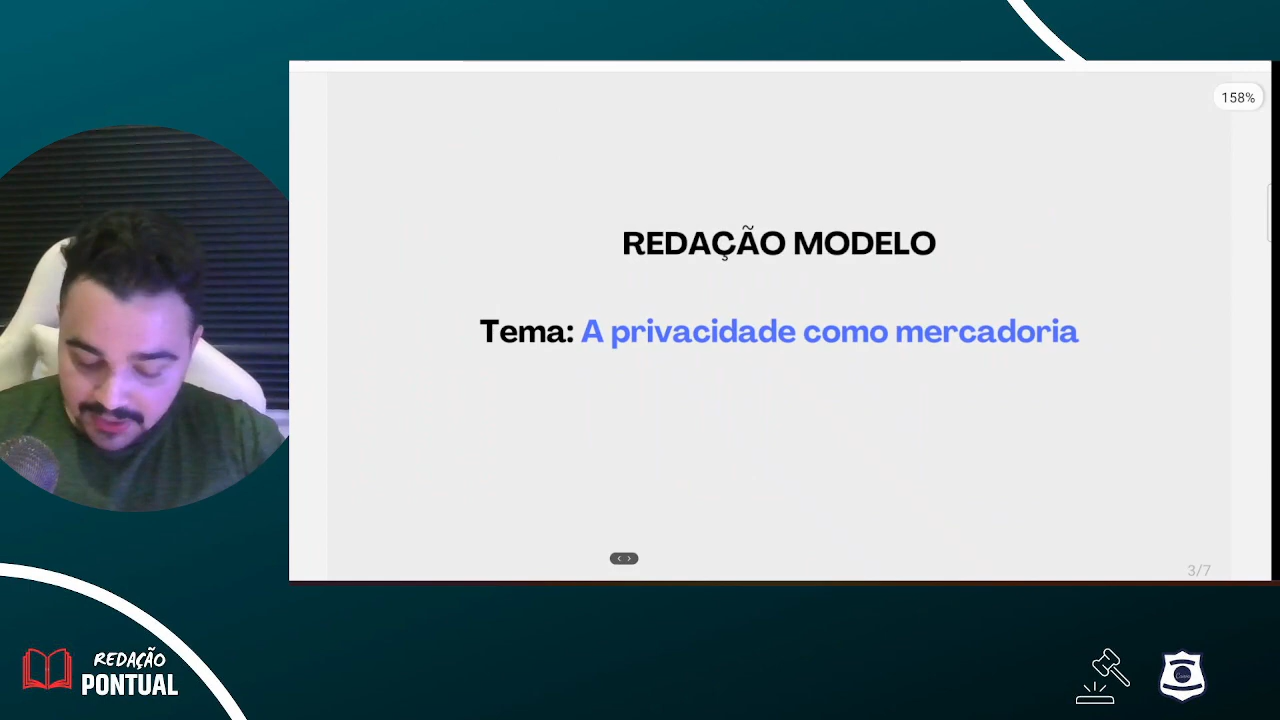 158%
REDAÇÃO MODELO
Tema: A privacidade como mercadoria
3/7
REDAÇÃO
PONTUAL